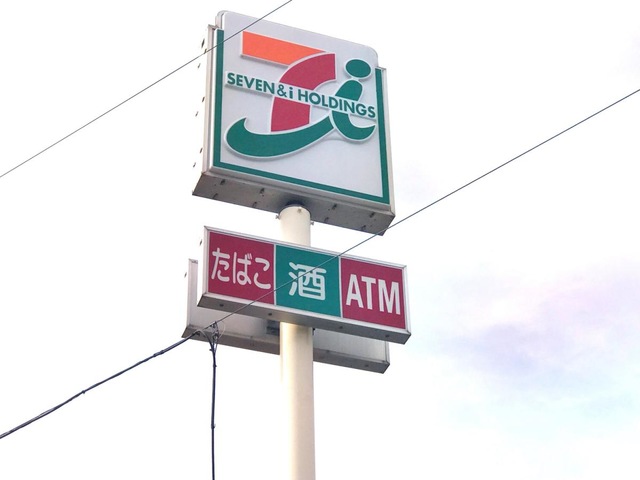 SEVEN & i HOLDINGS
たばこ 酒 ATM